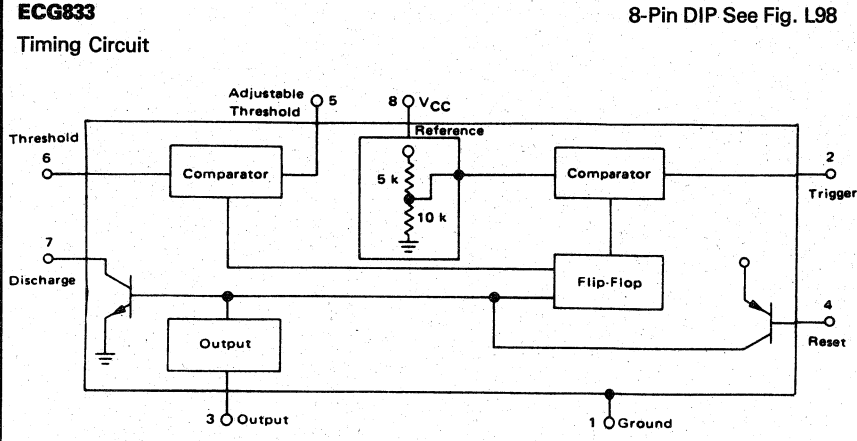 ECG833
8-Pin DIP See Fig. L98
Timing Circuit
Adjustable
Threshold
5
8 VCC
Reference
Threshold
6
Comparator
5 k
10 k
Comparator
2
Trigger
7
Discharge
Flip-Flop
4
Reset
Output
3 Output
1 Ground